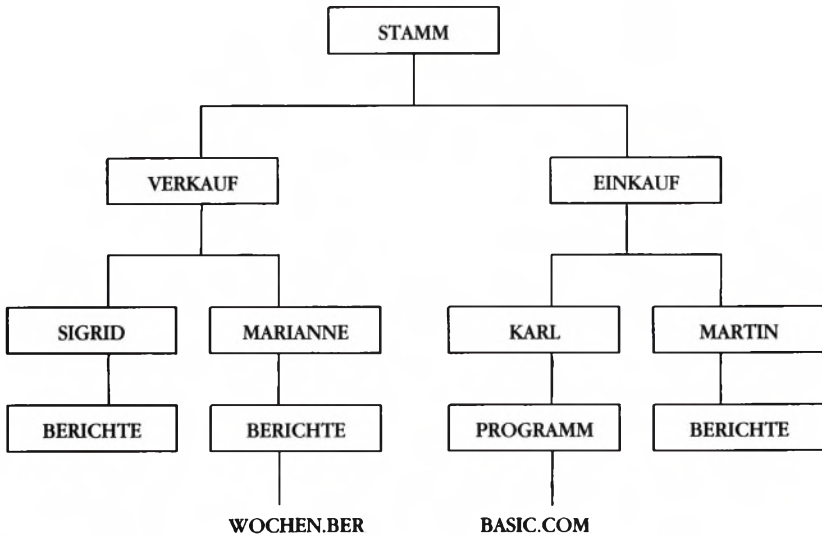 STAMM
VERKAUF
EINKAUF
SIGRID
MARIANNE
KARL
MARTIN
BERICHTE
BERICHTE
PROGRAMM
BERICHTE
WOCHEN.BER
BASIC.COM